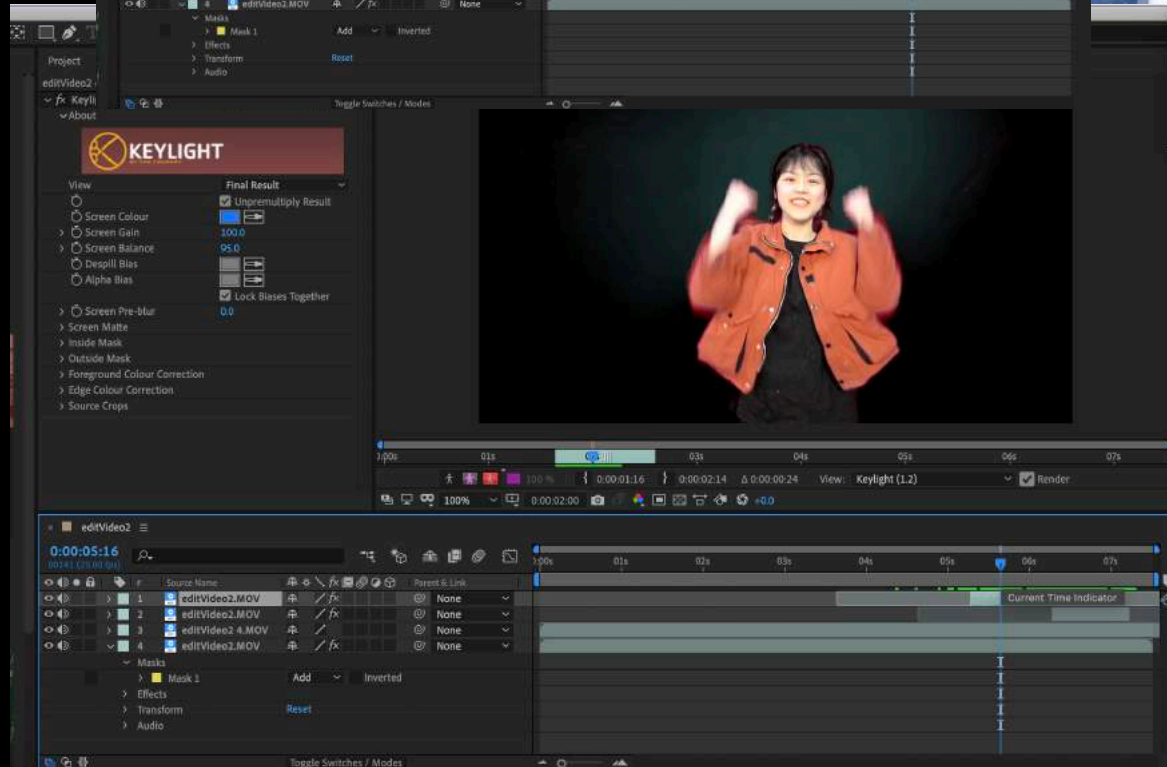 4 editVideo2.MOV None
Masks
Mask 1 Add Inverted
Effects
Transform Reset
Audio
Toggle Switches / Modes
Project
editVideo2
fx Keylig
About
KEYLIGHT
View Final Result
Unpremultiply Result
Screen Colour
Screen Gain 100.0
Screen Balance 95.0
Despill Bias
Alpha Bias
Lock Biases Together
Screen Pre-blur 0.0
Screen Matte
Inside Mask
Outside Mask
Foreground Colour Correction
Edge Colour Correction
Source Crops
01s 03s 04s 05s 06s 07s
100 % 0:00:01:16 0:00:02:14 Δ 0:00:00:24 View: Keylight (1.2) Render
100% 0:00:02:00 +0.0
editVideo2
0:00:05:16
01s 02s 03s 04s 05s 06s 07s
Source Name Parent & Link
1 editVideo2.MOV None Current Time Indicator
2 editVideo2.MOV None
3 editVideo2 4.MOV None
4 editVideo2.MOV None
Masks
Mask 1 Add Inverted
Effects
Transform Reset
Audio
Toggle Switches / Modes